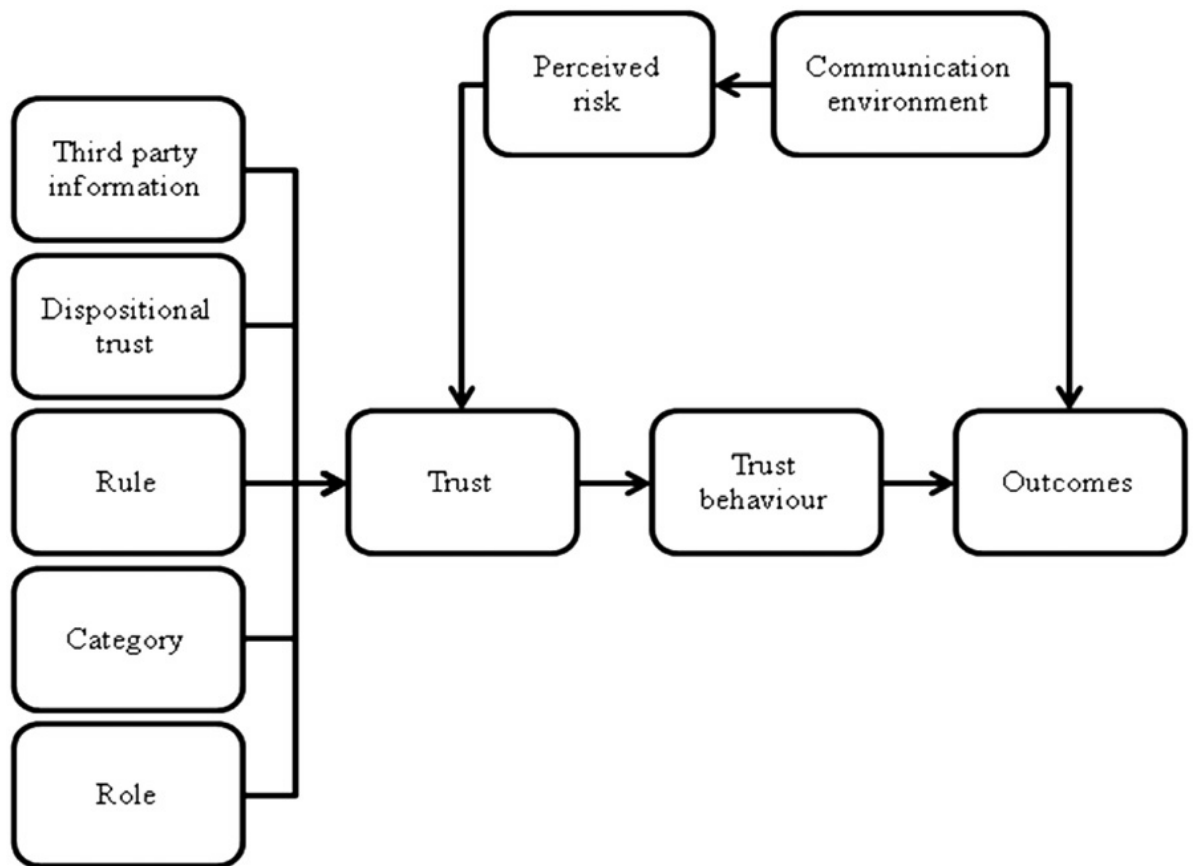 Perceived
risk
Communication
environment
Third party
information
Dispositional
trust
Rule
Trust
Trust
behaviour
Outcomes
Category
Role